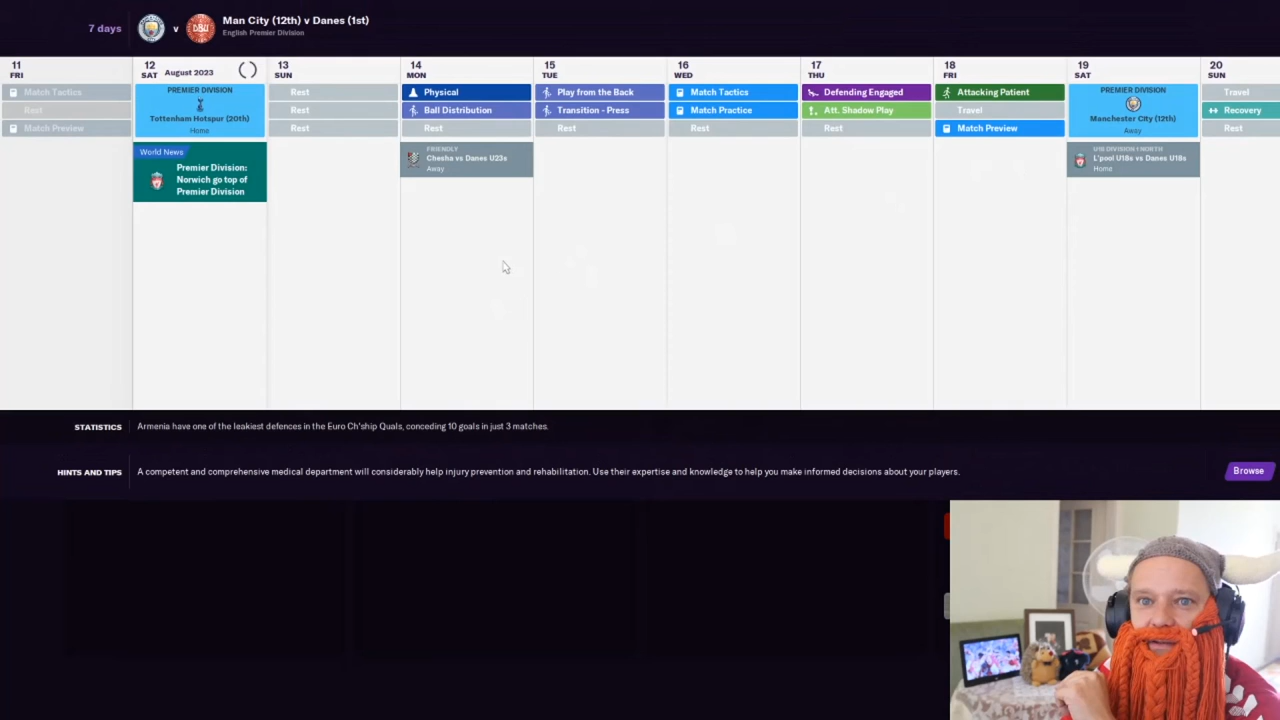 7 days
v
Man City (12th) v Danes (1st)
English Premier Division
11
FRI
Match Tactics
Rest
Match Preview
12
SAT August 2023
PREMIER DIVISION
Tottenham Hotspur (20th)
Home
World News
Premier Division:
Norwich go top of
Premier Division
13
SUN
Rest
Rest
Rest
14
MON
Physical
Ball Distribution
Rest
FRIENDLY
Chesha vs Danes U23s
Away
15
TUE
Play from the Back
Transition - Press
Rest
16
WED
Match Tactics
Match Practice
Rest
17
THU
Defending Engaged
Att. Shadow Play
Rest
18
FRI
Attacking Patient
Travel
Match Preview
19
SAT
PREMIER DIVISION
Manchester City (12th)
Away
U18 DIVISION 1 NORTH
L'pool U18s vs Danes U18s
Home
20
SUN
Travel
Recovery
Rest
STATISTICS
Armenia have one of the leakiest defences in the Euro Ch'ship Quals, conceding 10 goals in just 3 matches.
HINTS AND TIPS
A competent and comprehensive medical department will considerably help injury prevention and rehabilitation. Use their expertise and knowledge to help you make informed decisions about your players.
Browse